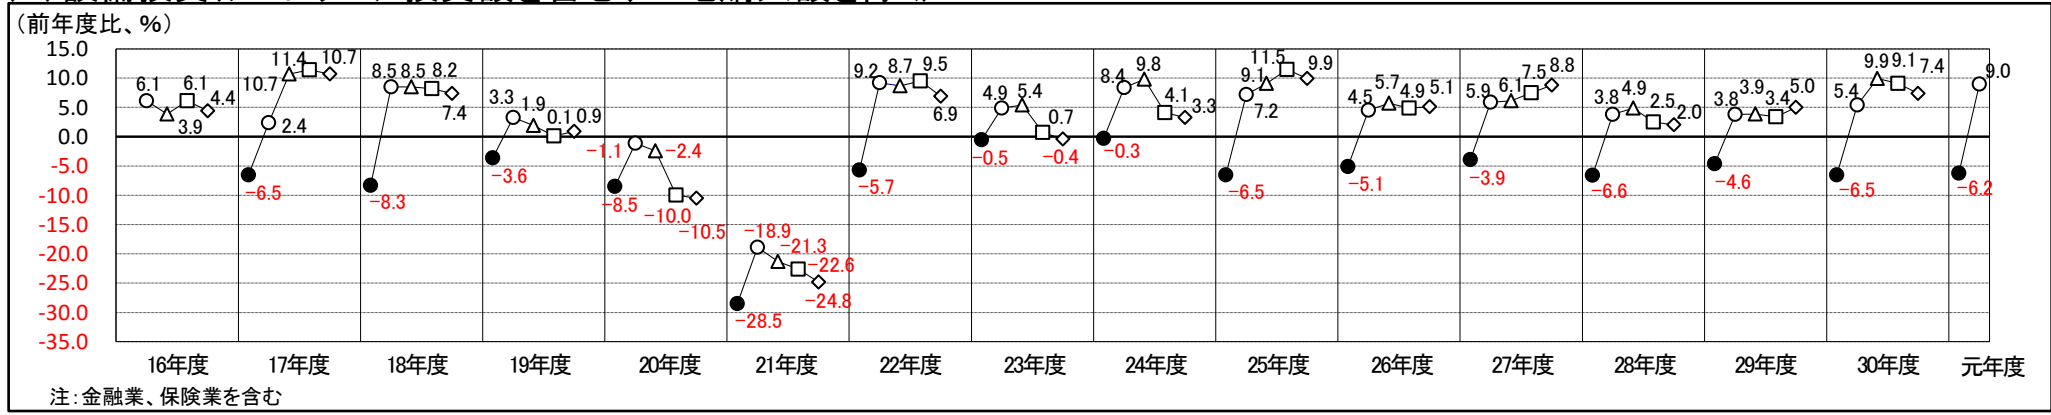 (前年度比、%)
15.0
10.0
5.0
0.0
-5.0
-10.0
-15.0
-20.0
-25.0
-30.0
-35.0
6.1 3.9 6.1 4.4
-6.5 2.4 10.7 11.4 10.7
-8.3 8.5 8.5 8.2 7.4
-3.6 3.3 1.9 0.1 0.9
-8.5 -1.1 -2.4 -10.0 -10.5
-28.5 -18.9 -21.3 -22.6 -24.8
-5.7 9.2 8.7 9.5 6.9
-0.5 4.9 5.4 0.7 -0.4
-0.3 8.4 9.8 4.1 3.3
-6.5 7.2 9.1 11.5 9.9
-5.1 4.5 5.7 4.9 5.1
-3.9 5.9 6.1 7.5 8.8
-6.6 3.8 4.9 2.5 2.0
-4.6 3.8 3.9 3.4 5.0
-6.5 5.4 9.9 9.1 7.4
-6.2 9.0
16年度 17年度 18年度 19年度 20年度 21年度 22年度 23年度 24年度 25年度 26年度 27年度 28年度 29年度 30年度 元年度
注:金融業、保険業を含む